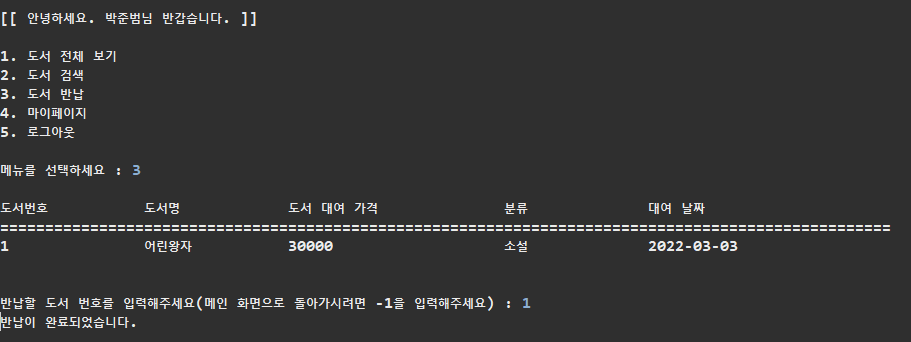 [[ 안녕하세요. 박준범님 반갑습니다. ]]
1. 도서 전체 보기
2. 도서 검색
3. 도서 반납
4. 마이페이지
5. 로그아웃
메뉴를 선택하세요 : 3
도서번호 도서명 도서 대여 가격 분류 대여 날짜
===================================================================================================
1 어린왕자 30000 소설 2022-03-03
반납할 도서 번호를 입력해주세요(메인 화면으로 돌아가시려면 -1을 입력해주세요) : 1
반납이 완료되었습니다.